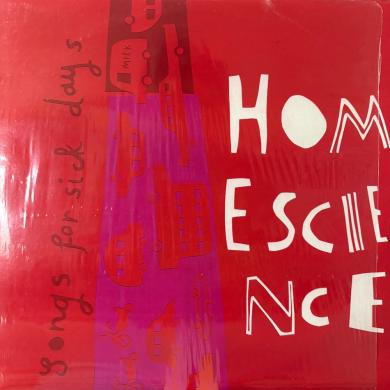 songs for sick days
MILK
HOM
ESCIE
NCE